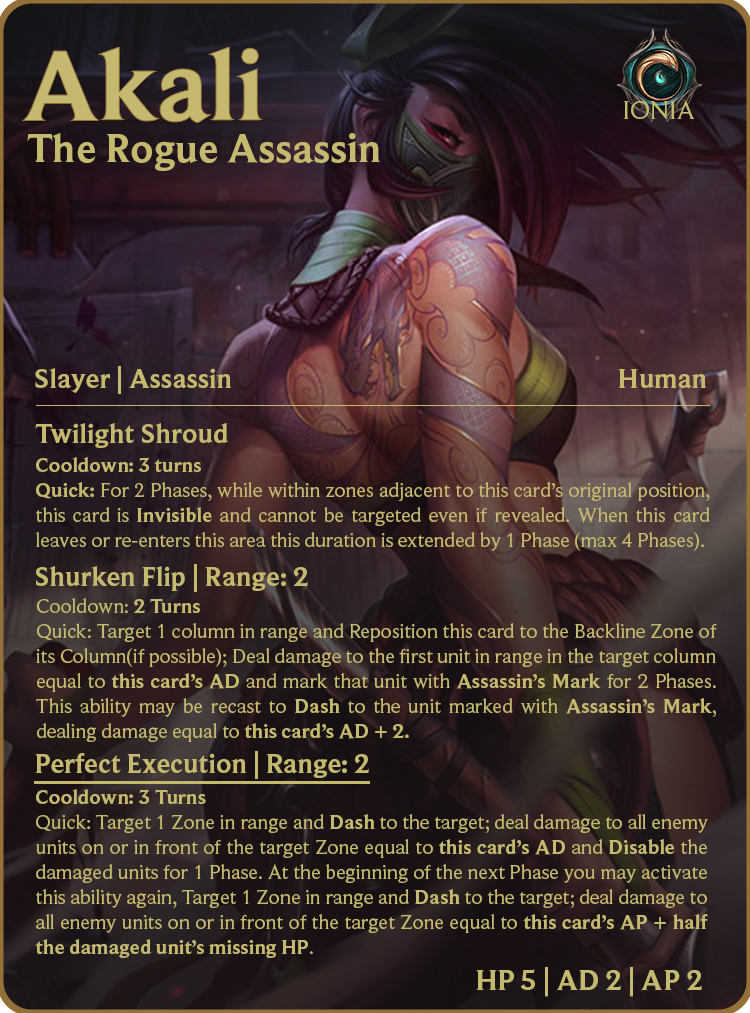 Akali
IONIA
The Rogue Assassin
Slayer | Assassin
Human
Twilight Shroud
Cooldown: 3 turns
Quick: For 2 Phases, while within zones adjacent to this card's original position,
this card is Invisible and cannot be targeted even if revealed. When this card
leaves or re-enters this area this duration is extended by 1 Phase (max 4 Phases).
Shurken Flip | Range: 2
Cooldown: 2 Turns
Quick: Target 1 column in range and Reposition this card to the Backline Zone of
its Column(if possible); Deal damage to the first unit in range in the target column
equal to this card's AD and mark that unit with Assassin's Mark for 2 Phases.
This ability may be recast to Dash to the unit marked with Assassin's Mark,
dealing damage equal to this card's AD + 2.
Perfect Execution | Range: 2
Cooldown: 3 Turns
Quick: Target 1 Zone in range and Dash to the target; deal damage to all enemy
units on or in front of the target Zone equal to this card's AD and Disable the
damaged units for 1 Phase. At the beginning of the next Phase you may activate
this ability again, Target 1 Zone in range and Dash to the target; deal damage to
all enemy units on or in front of the target Zone equal to this card's AP + half
the damaged unit's missing HP.
HP 5 | AD 2 | AP 2